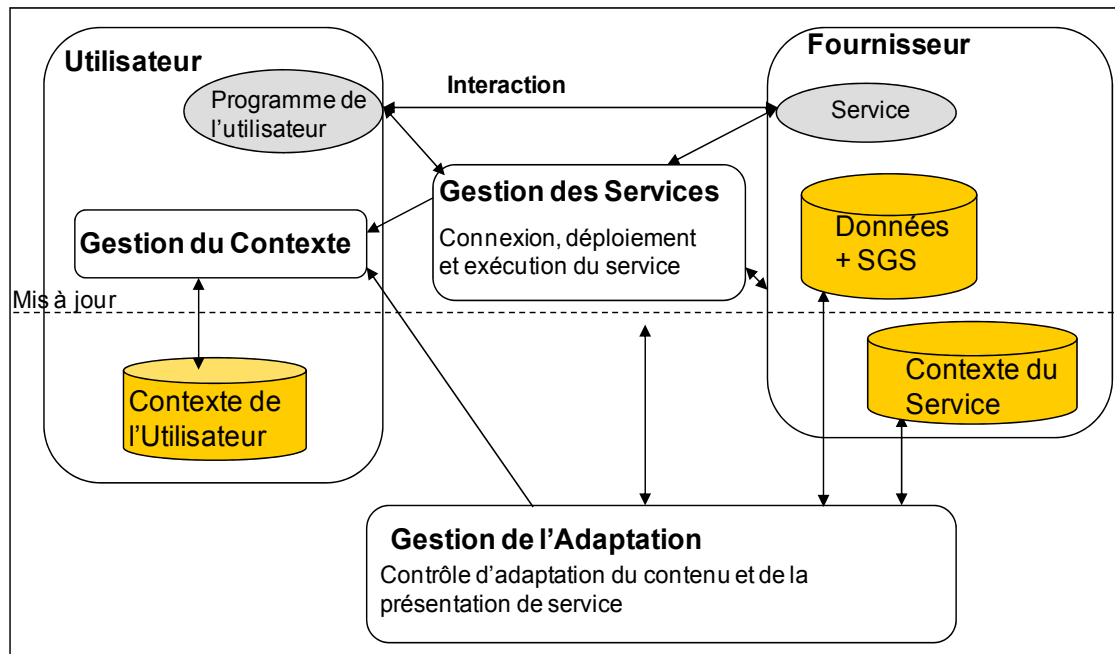 Utilisateur
Fournisseur
Programme de
l'utilisateur
Interaction
Service
Gestion des Services
Connexion, déploiement
et exécution du service
Gestion du Contexte
Données
+ SGS
Mis à jour
Contexte de
l'Utilisateur
Contexte du
Service
Gestion de l'Adaptation
Contrôle d'adaptation du contenu et de la
présentation de service